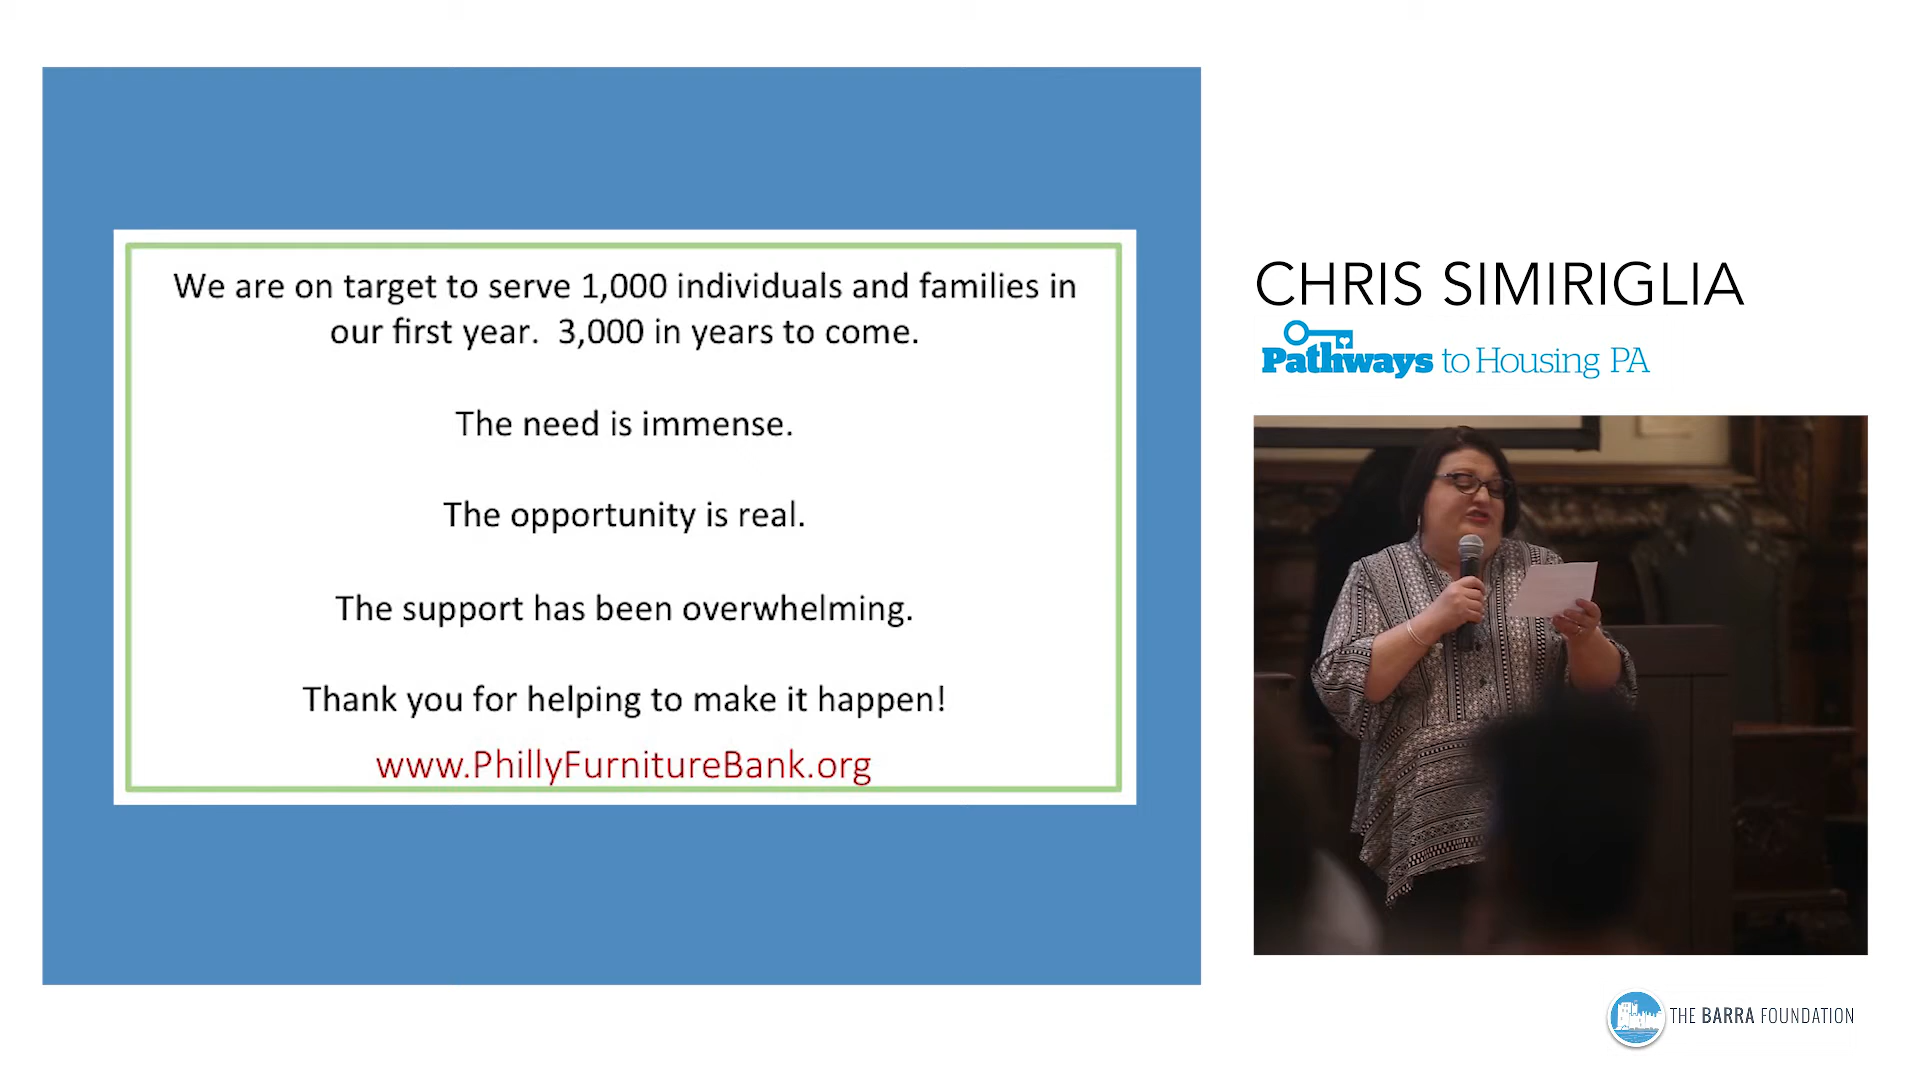 We are on target to serve 1,000 individuals and families in
our first year.  3,000 in years to come.
The need is immense.
The opportunity is real.
The support has been overwhelming.
Thank you for helping to make it happen!
www.PhillyFurnitureBank.org
CHRIS SIMIRIGLIA
Pathways to Housing PA
THE BARRA FOUNDATION